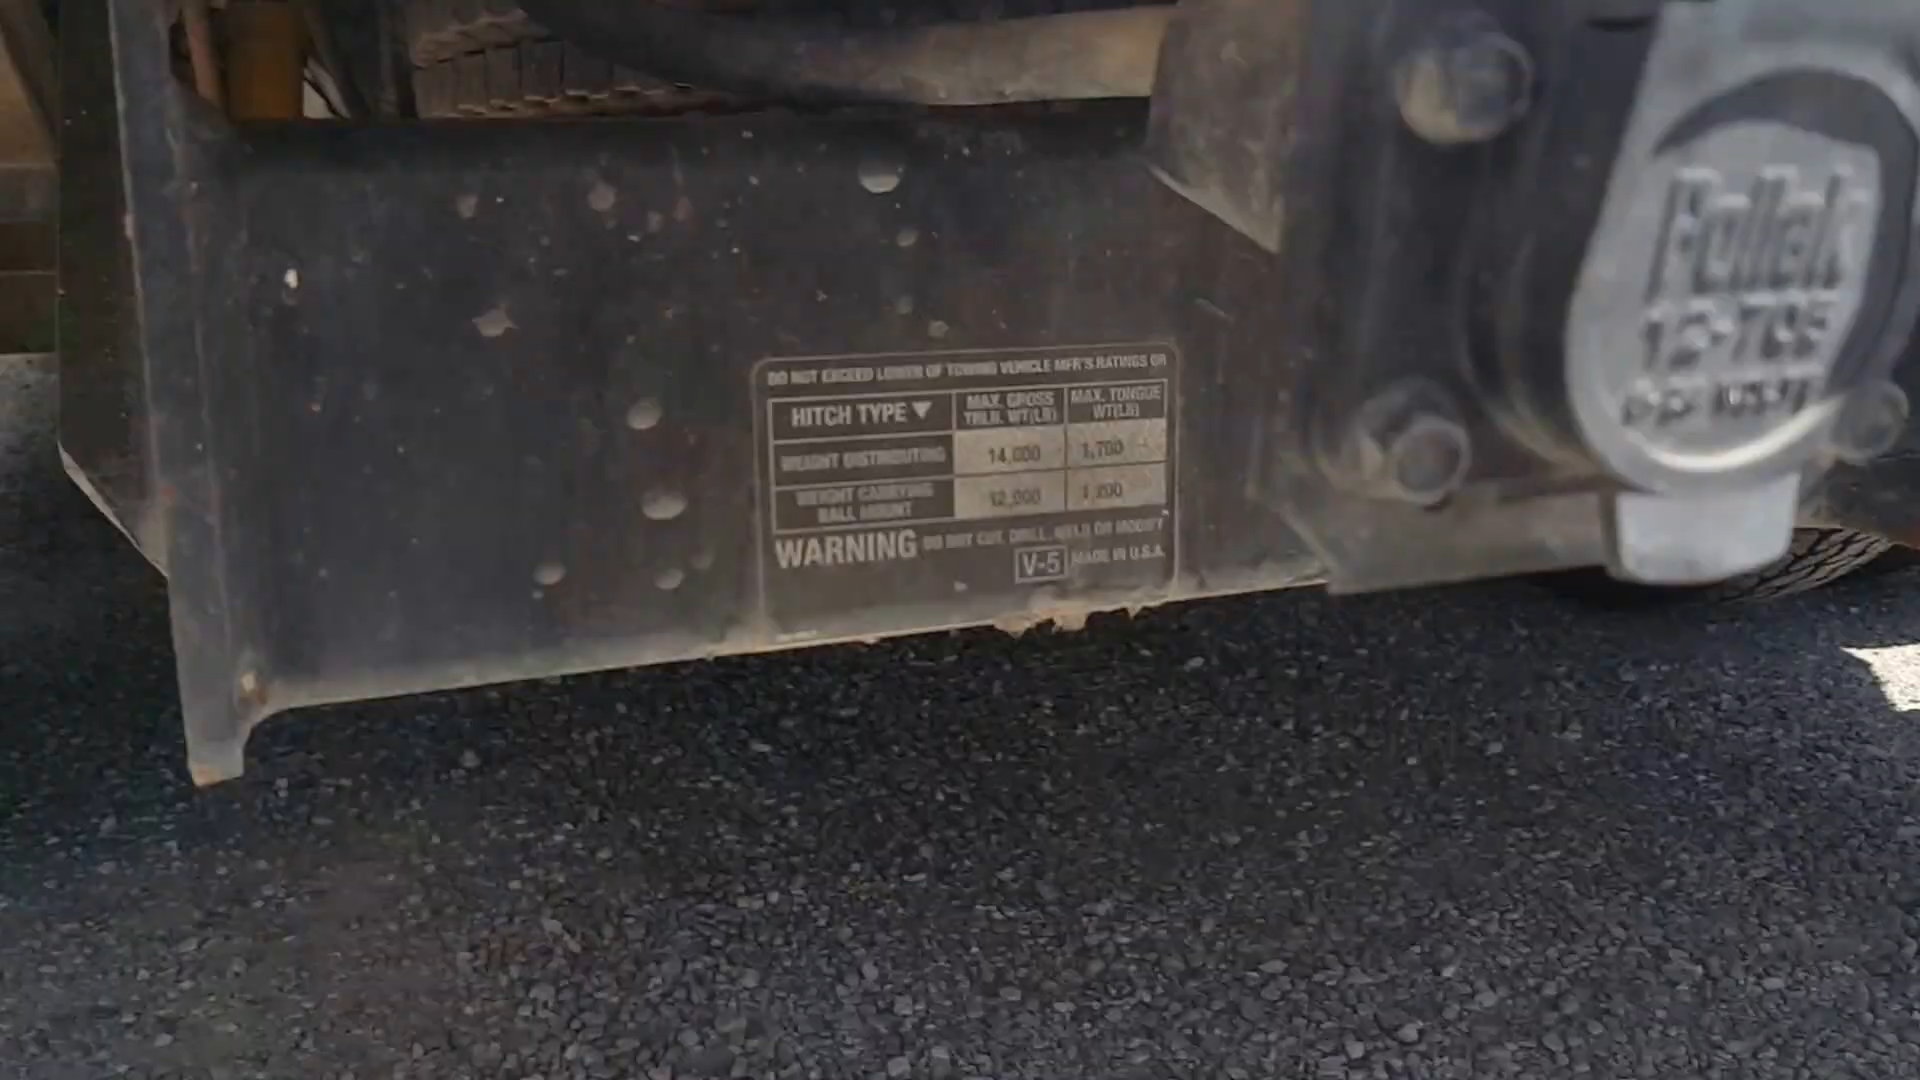 Pollak
12-705
DO NOT EXCEED LOWER OF TOWING VEHICLE MFR'S RATINGS OR
HITCH TYPE ▼ MAX. GROSS TRLR. WT(LB) MAX. TONGUE WT(LB)
WEIGHT DISTRIBUTING 14,000 1,700
WEIGHT CARRYING BALL MOUNT 12,000 1,200
WARNING DO NOT CUT, DRILL, WELD OR MODIFY
V-5 MADE IN U.S.A.